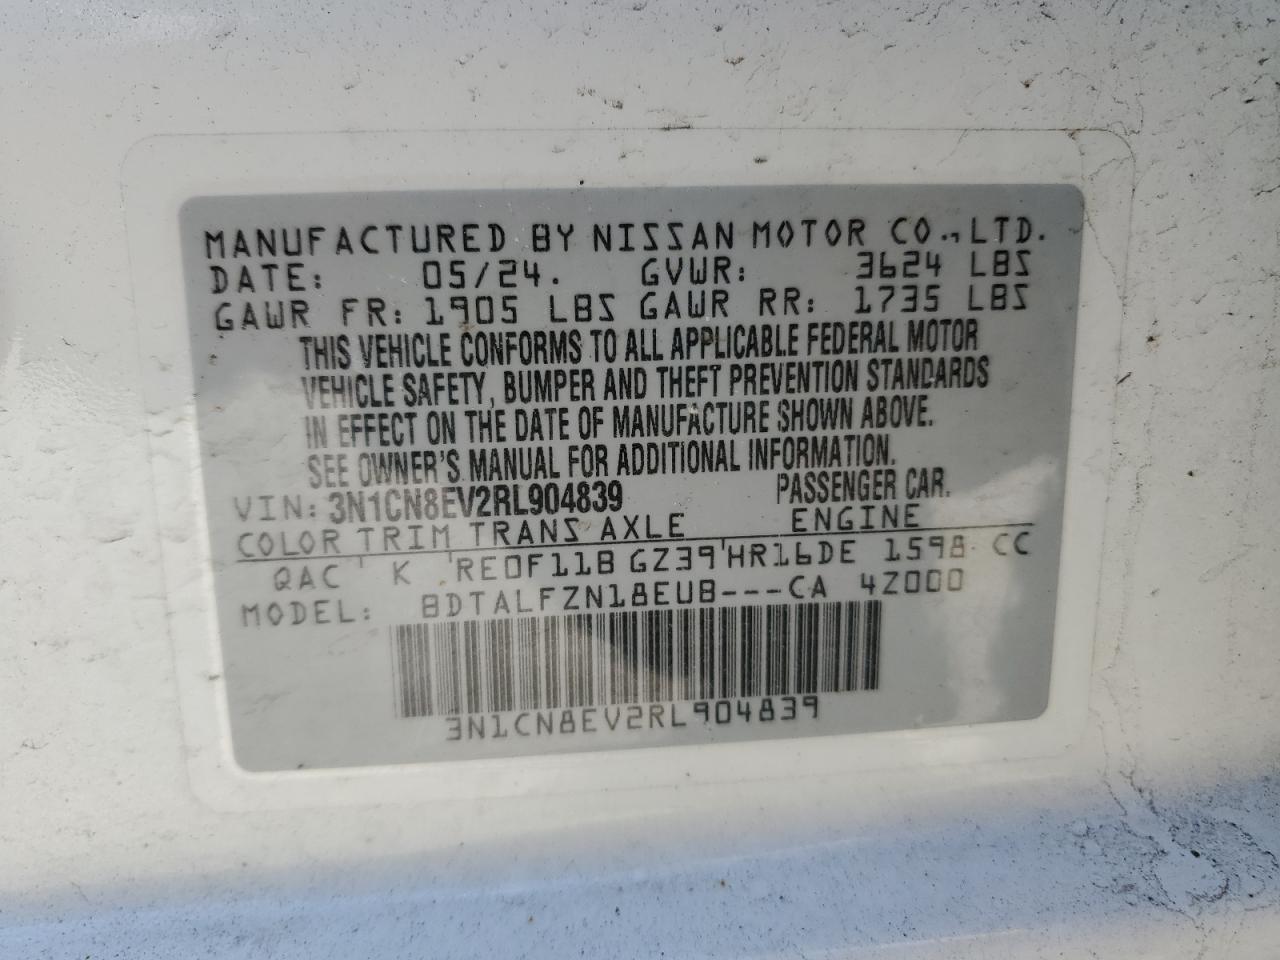 MANUFACTURED BY NISSAN MOTOR CO., LTD.
DATE: 05/24. GVWR: 3624 LBS
GAWR FR: 1905 LBS GAWR RR: 1735 LBS
THIS VEHICLE CONFORMS TO ALL APPLICABLE FEDERAL MOTOR
VEHICLE SAFETY, BUMPER AND THEFT PREVENTION STANDARDS
IN EFFECT ON THE DATE OF MANUFACTURE SHOWN ABOVE.
SEE OWNER'S MANUAL FOR ADDITIONAL INFORMATION.
VIN: 3N1CN8EV2RL904839 PASSENGER CAR.
COLOR TRIM TRANS AXLE ENGINE
QAC K RE0F11B GZ39 HR16DE 1598 CC
MODEL: BDTALFZN18EUB---CA 4Z000
3N1CN8EV2RL904839